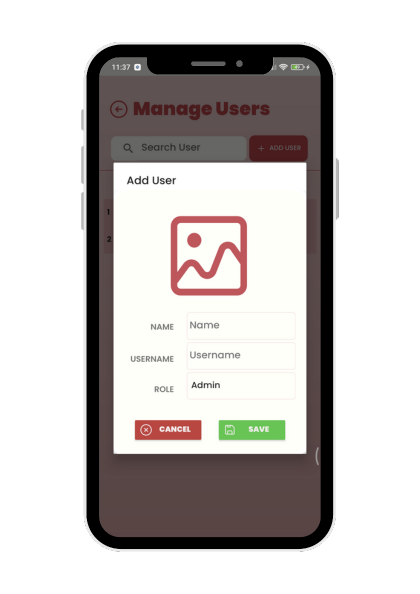 11:37
Manage Users
Search User
+ ADD USER
Add User
1
2
NAME Name
USERNAME Username
ROLE Admin
CANCEL SAVE